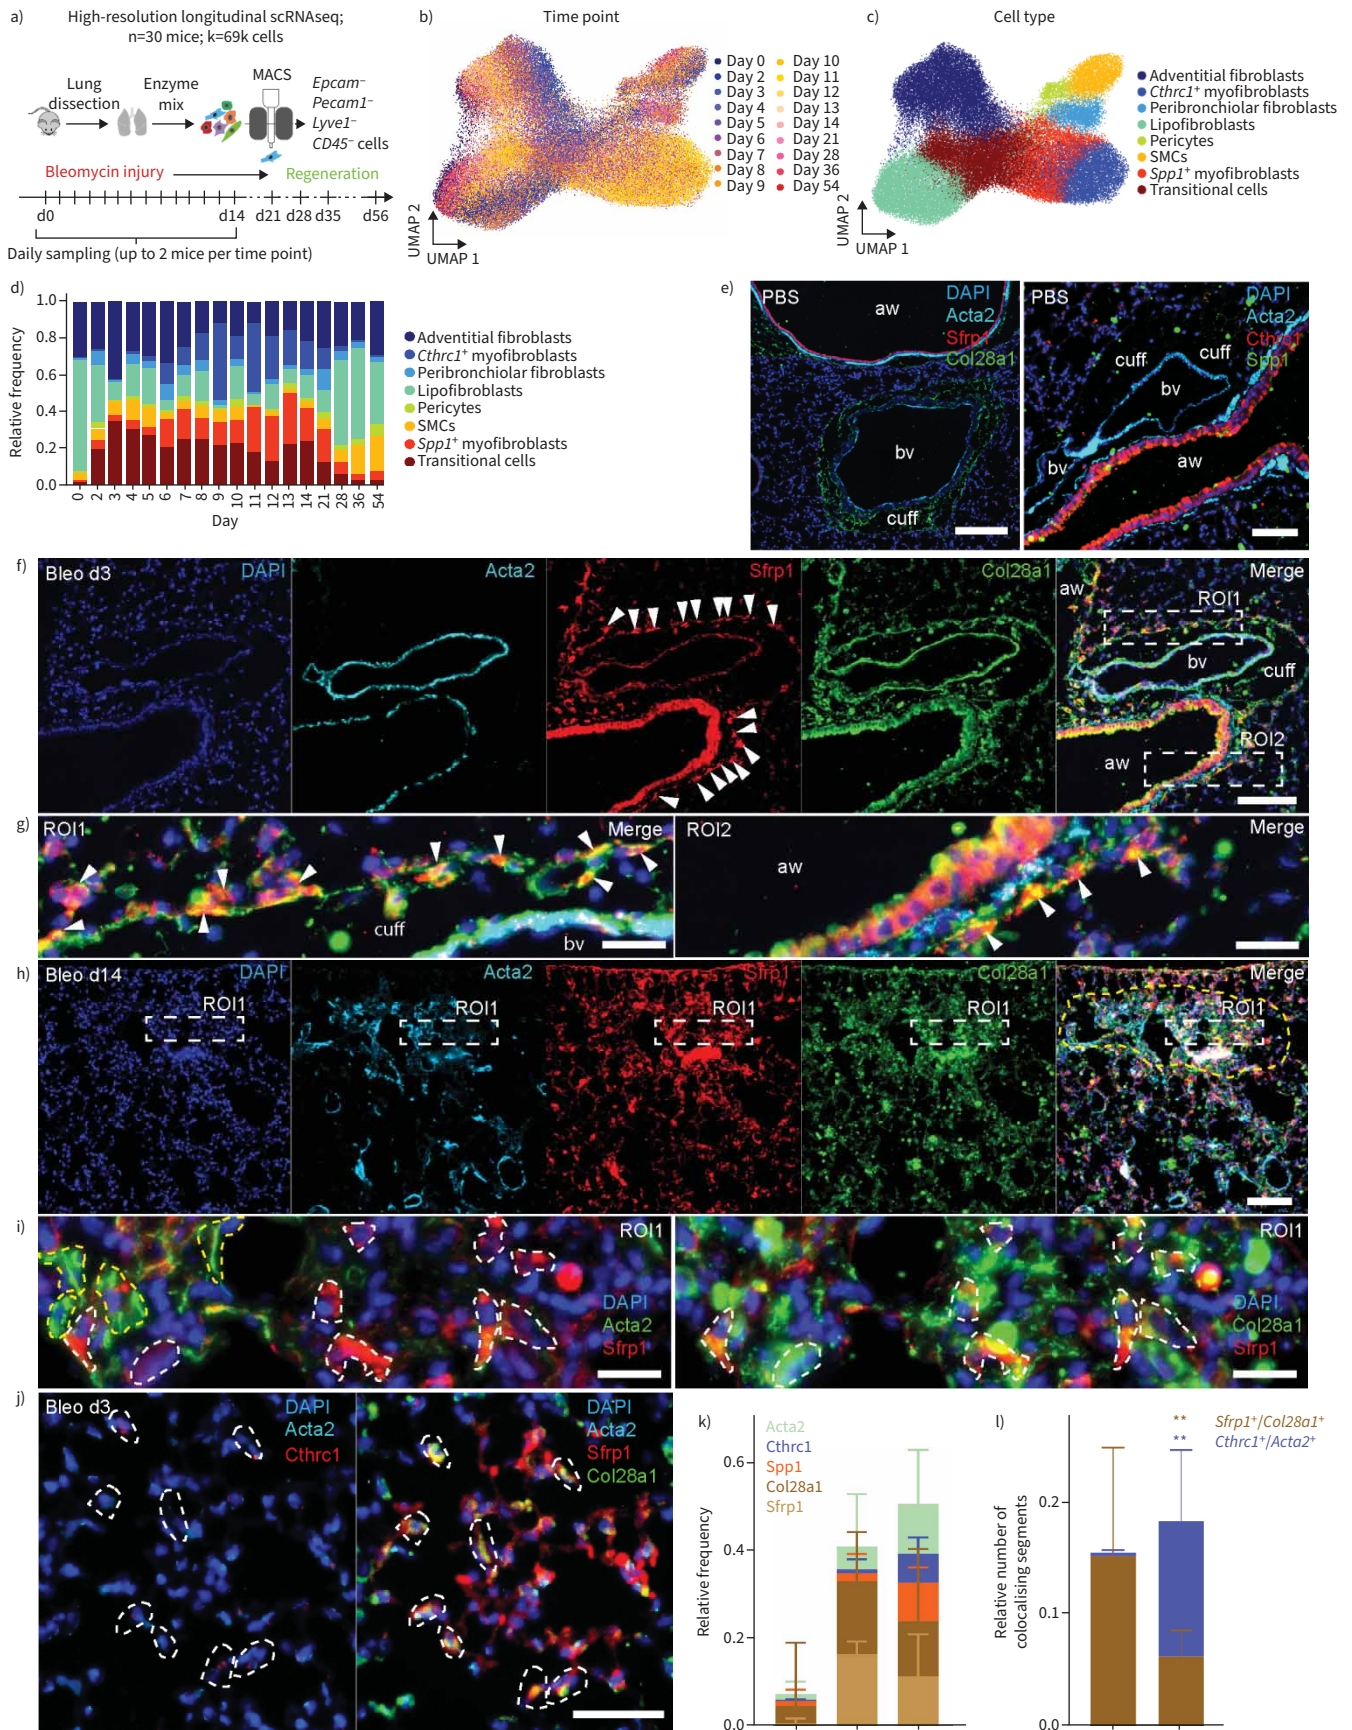 a)
High-resolution longitudinal scRNAseq;
n=30 mice; k=69k cells
Lung
dissection
Enzyme
mix
MACS
Epcam⁻
Pecam1⁻
Lyve1⁻
CD45⁻ cells
Bleomycin injury
Regeneration
d0
d14
d21
d28
d35
d56
Daily sampling (up to 2 mice per time point)
b)
Time point
Day 0
Day 2
Day 3
Day 4
Day 5
Day 6
Day 7
Day 8
Day 9
Day 10
Day 11
Day 12
Day 13
Day 14
Day 21
Day 28
Day 36
Day 54
UMAP 2
UMAP 1
c)
Cell type
Adventitial fibroblasts
Cthrc1⁺ myofibroblasts
Peribronchiolar fibroblasts
Lipofibroblasts
Pericytes
SMCs
Spp1⁺ myofibroblasts
Transitional cells
UMAP 2
UMAP 1
d)
Relative frequency
1.0
0.8
0.6
0.4
0.2
0.0
0 2 3 4 5 6 7 8 9 10 11 12 13 14 21 28 36 54
Day
Adventitial fibroblasts
Cthrc1⁺ myofibroblasts
Peribronchiolar fibroblasts
Lipofibroblasts
Pericytes
SMCs
Spp1⁺ myofibroblasts
Transitional cells
e)
PBS
aw
DAPI
Acta2
Sfrp1
Col28a1
bv
cuff
PBS
DAPI
Acta2
Cthrc1
Spp1
cuff
cuff
bv
bv
aw
f)
Bleo d3
DAPI
Acta2
Sfrp1
Col28a1
Merge
aw
ROI1
bv
cuff
ROI2
aw
g)
ROI1
Merge
cuff
bv
ROI2
Merge
aw
h)
Bleo d14
DAPI
Acta2
Sfrp1
Col28a1
Merge
ROI1
ROI1
ROI1
ROI1
ROI1
i)
ROI1
DAPI
Acta2
Sfrp1
ROI1
DAPI
Col28a1
Sfrp1
j)
Bleo d3
DAPI
Acta2
Cthrc1
DAPI
Acta2
Sfrp1
Col28a1
k)
Relative frequency
0.6
0.4
0.2
0.0
Acta2
Cthrc1
Spp1
Col28a1
Sfrp1
l)
Relative number of
colocalising segments
0.2
0.1
0.0
** Sfrp1⁺/Col28a1⁺
** Cthrc1⁺/Acta2⁺